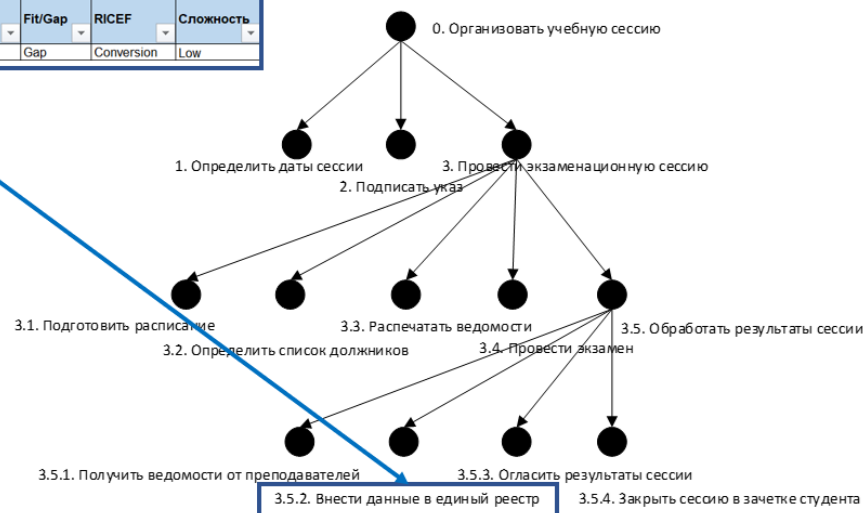 Fit/Gap RICEF Сложность
Gap Conversion Low
0. Организовать учебную сессию
1. Определить даты сессии
2. Подписать указ
3. Провести экзаменационную сессию
3.1. Подготовить расписание
3.2. Определить список должников
3.3. Распечатать ведомости
3.4. Провести экзамен
3.5. Обработать результаты сессии
3.5.1. Получить ведомости от преподавателей
3.5.2. Внести данные в единый реестр
3.5.3. Огласить результаты сессии
3.5.4. Закрыть сессию в зачетке студента